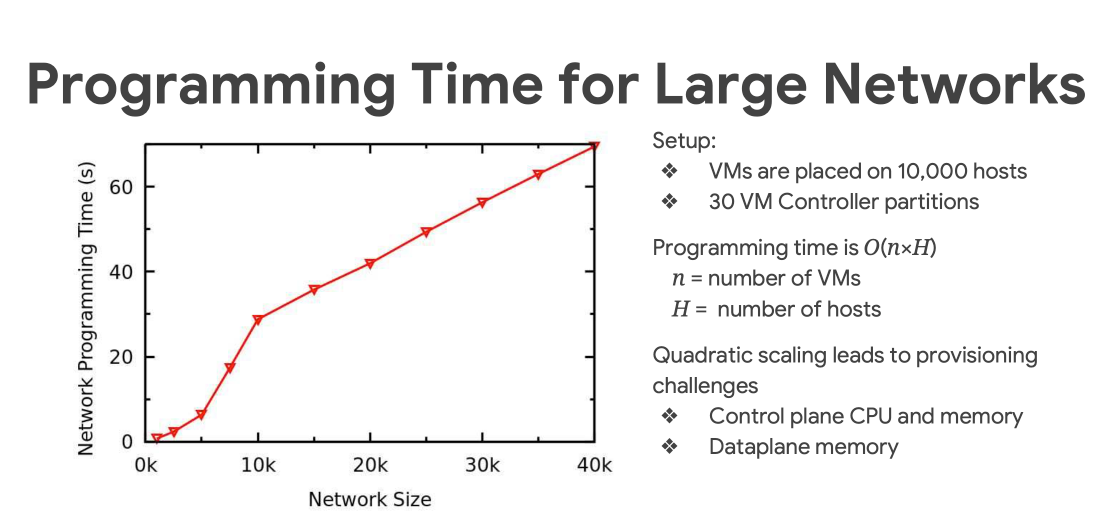 Programming Time for Large Networks
Network Programming Time (s)
60
40
20
0
0k 10k 20k 30k 40k
Network Size
Setup:
❖ VMs are placed on 10,000 hosts
❖ 30 VM Controller partitions
Programming time is O(n×H)
n = number of VMs
H = number of hosts
Quadratic scaling leads to provisioning
challenges
❖ Control plane CPU and memory
❖ Dataplane memory